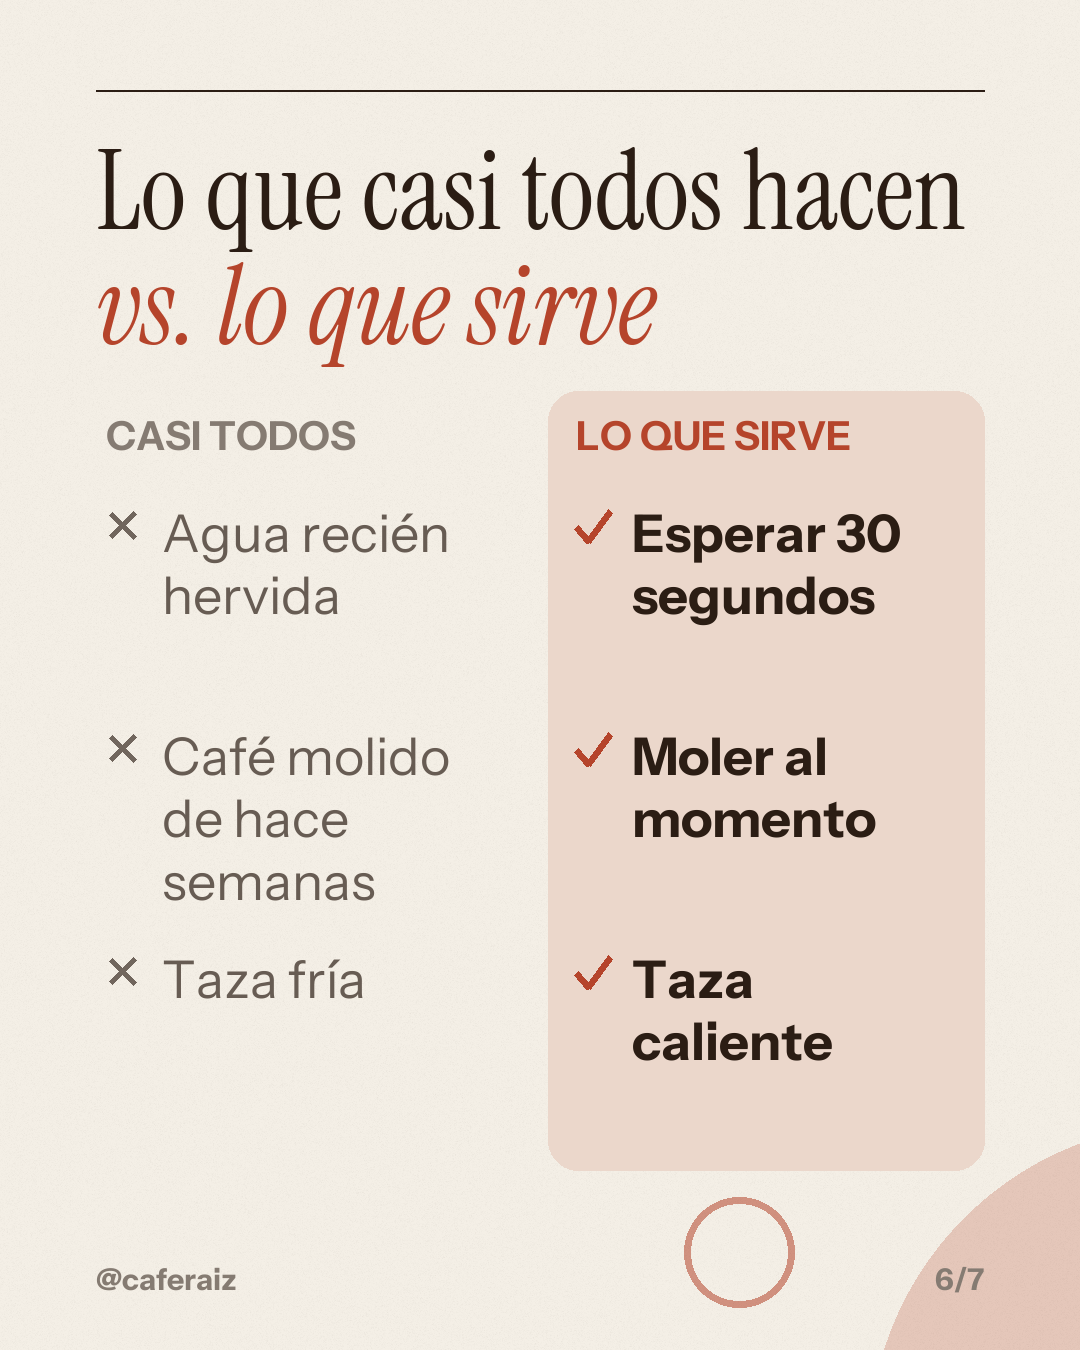 Lo que casi todos hacen
vs. lo que sirve
CASI TODOS
Agua recién
hervida
Café molido
de hace
semanas
Taza fría
LO QUE SIRVE
Esperar 30
segundos
Moler al
momento
Taza
caliente
@caferaiz
6/7